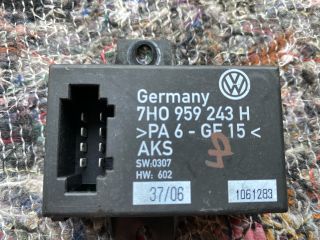 Germany
7H0 959 243 H
>PA 6 - GF 15<
AKS
SW:0307
HW: 602
37/06
1061283